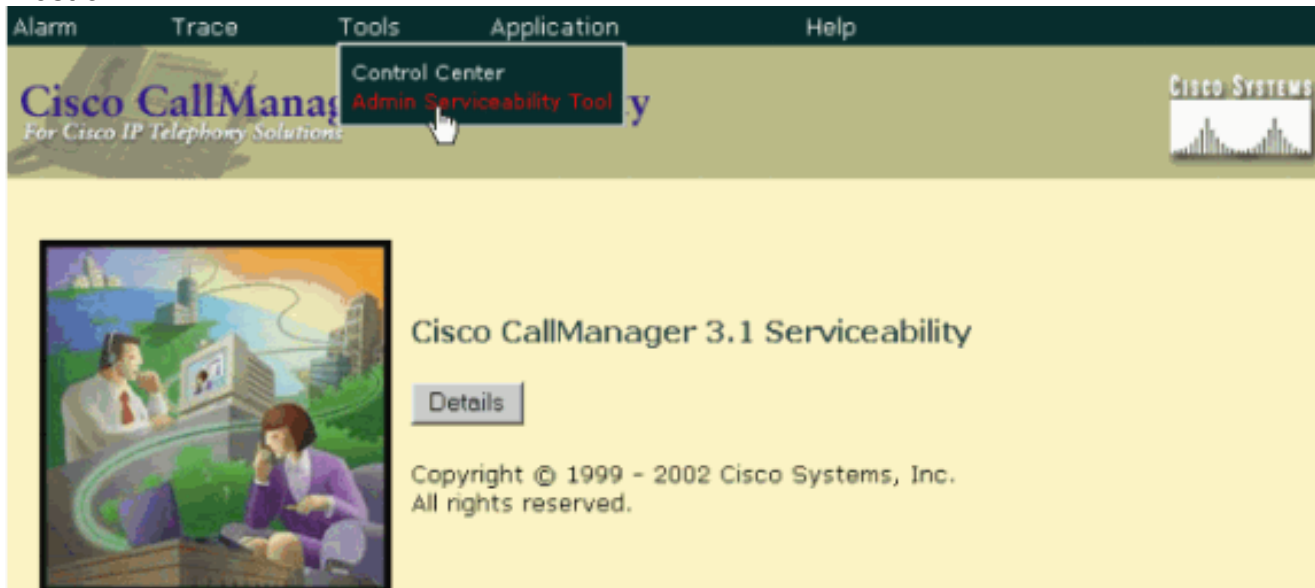 Alarm Trace Tools Application Help
Control Center
Admin Serviceability Tool
Cisco CallManag y
For Cisco IP Telephony Solutions
CISCO SYSTEMS
Cisco CallManager 3.1 Serviceability
Details
Copyright © 1999 - 2002 Cisco Systems, Inc.
All rights reserved.